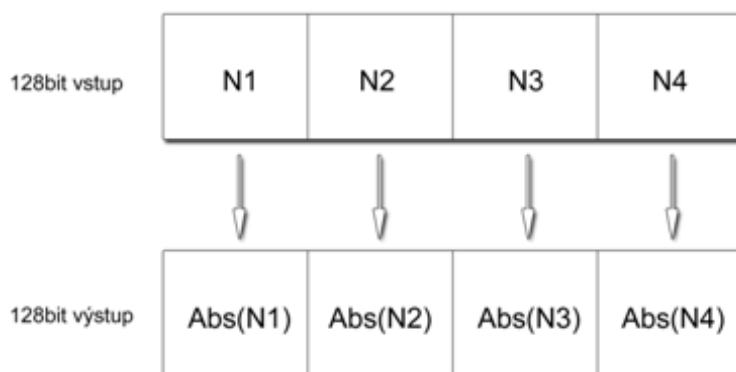 128bit vstup
N1 N2 N3 N4
128bit výstup
Abs(N1) Abs(N2) Abs(N3) Abs(N4)